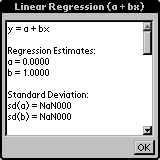 Linear Regression (a + bx)
y = a + bx
Regression Estimates:
a = 0.0000
b = 1.0000
Standard Deviation:
sd(a) = NaN000
sd(b) = NaN000
OK